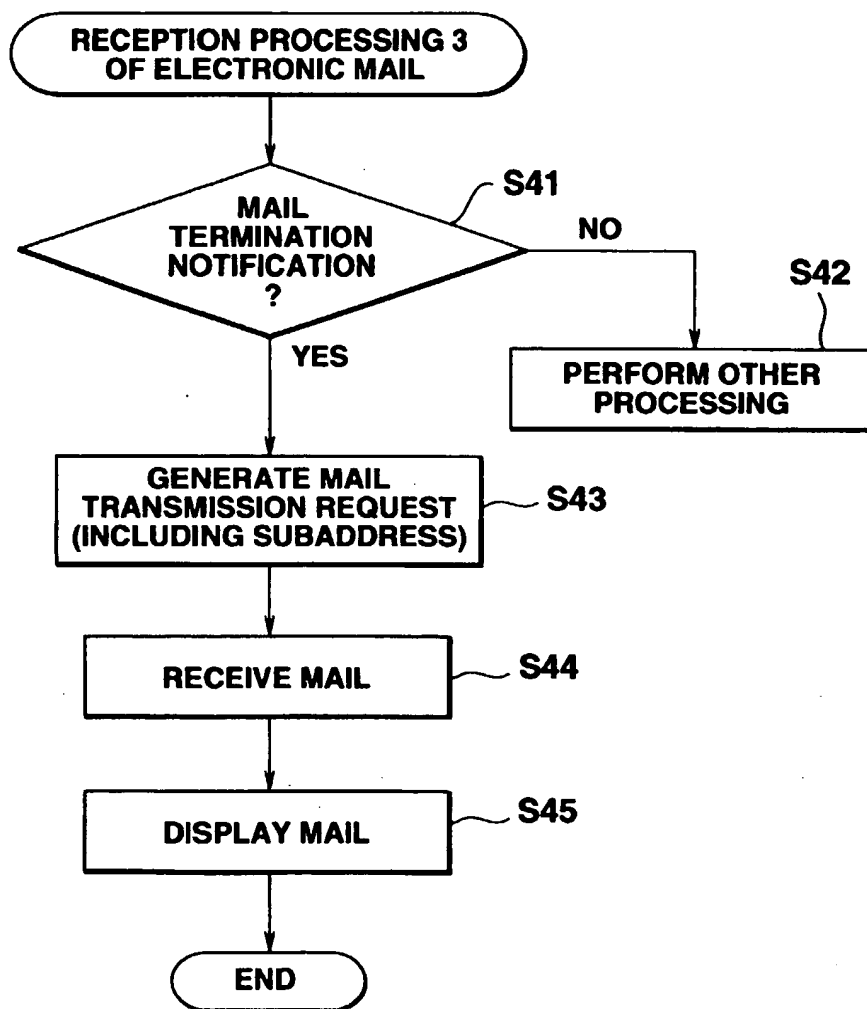 RECEPTION PROCESSING 3
OF ELECTRONIC MAIL
S41
MAIL
TERMINATION
NOTIFICATION
?
NO
S42
YES
PERFORM OTHER
PROCESSING
GENERATE MAIL
TRANSMISSION REQUEST
(INCLUDING SUBADDRESS)
S43
RECEIVE MAIL
S44
DISPLAY MAIL
S45
END